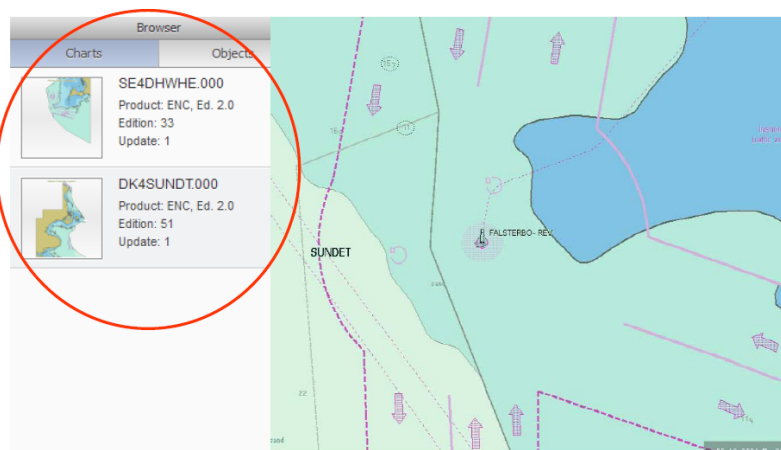 Browser
Charts
Objects
SE4DHWHE.000
Product: ENC, Ed. 2.0
Edition: 33
Update: 1
DK4SUNDT.000
Product: ENC, Ed. 2.0
Edition: 51
Update: 1
FALSTERBO- REV
SUNDET
22